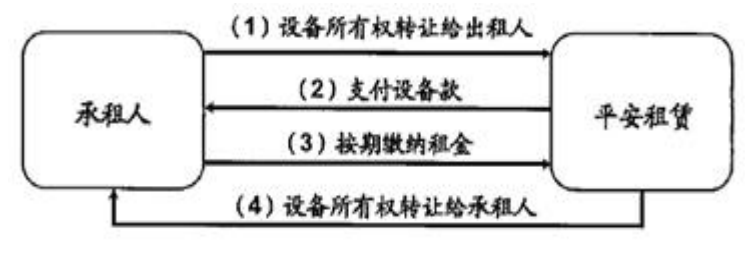 (1)设备所有权转让给出租人
(2)支付设备款
承租人
平安租赁
(3)按期缴纳租金
(4)设备所有权转让给承租人